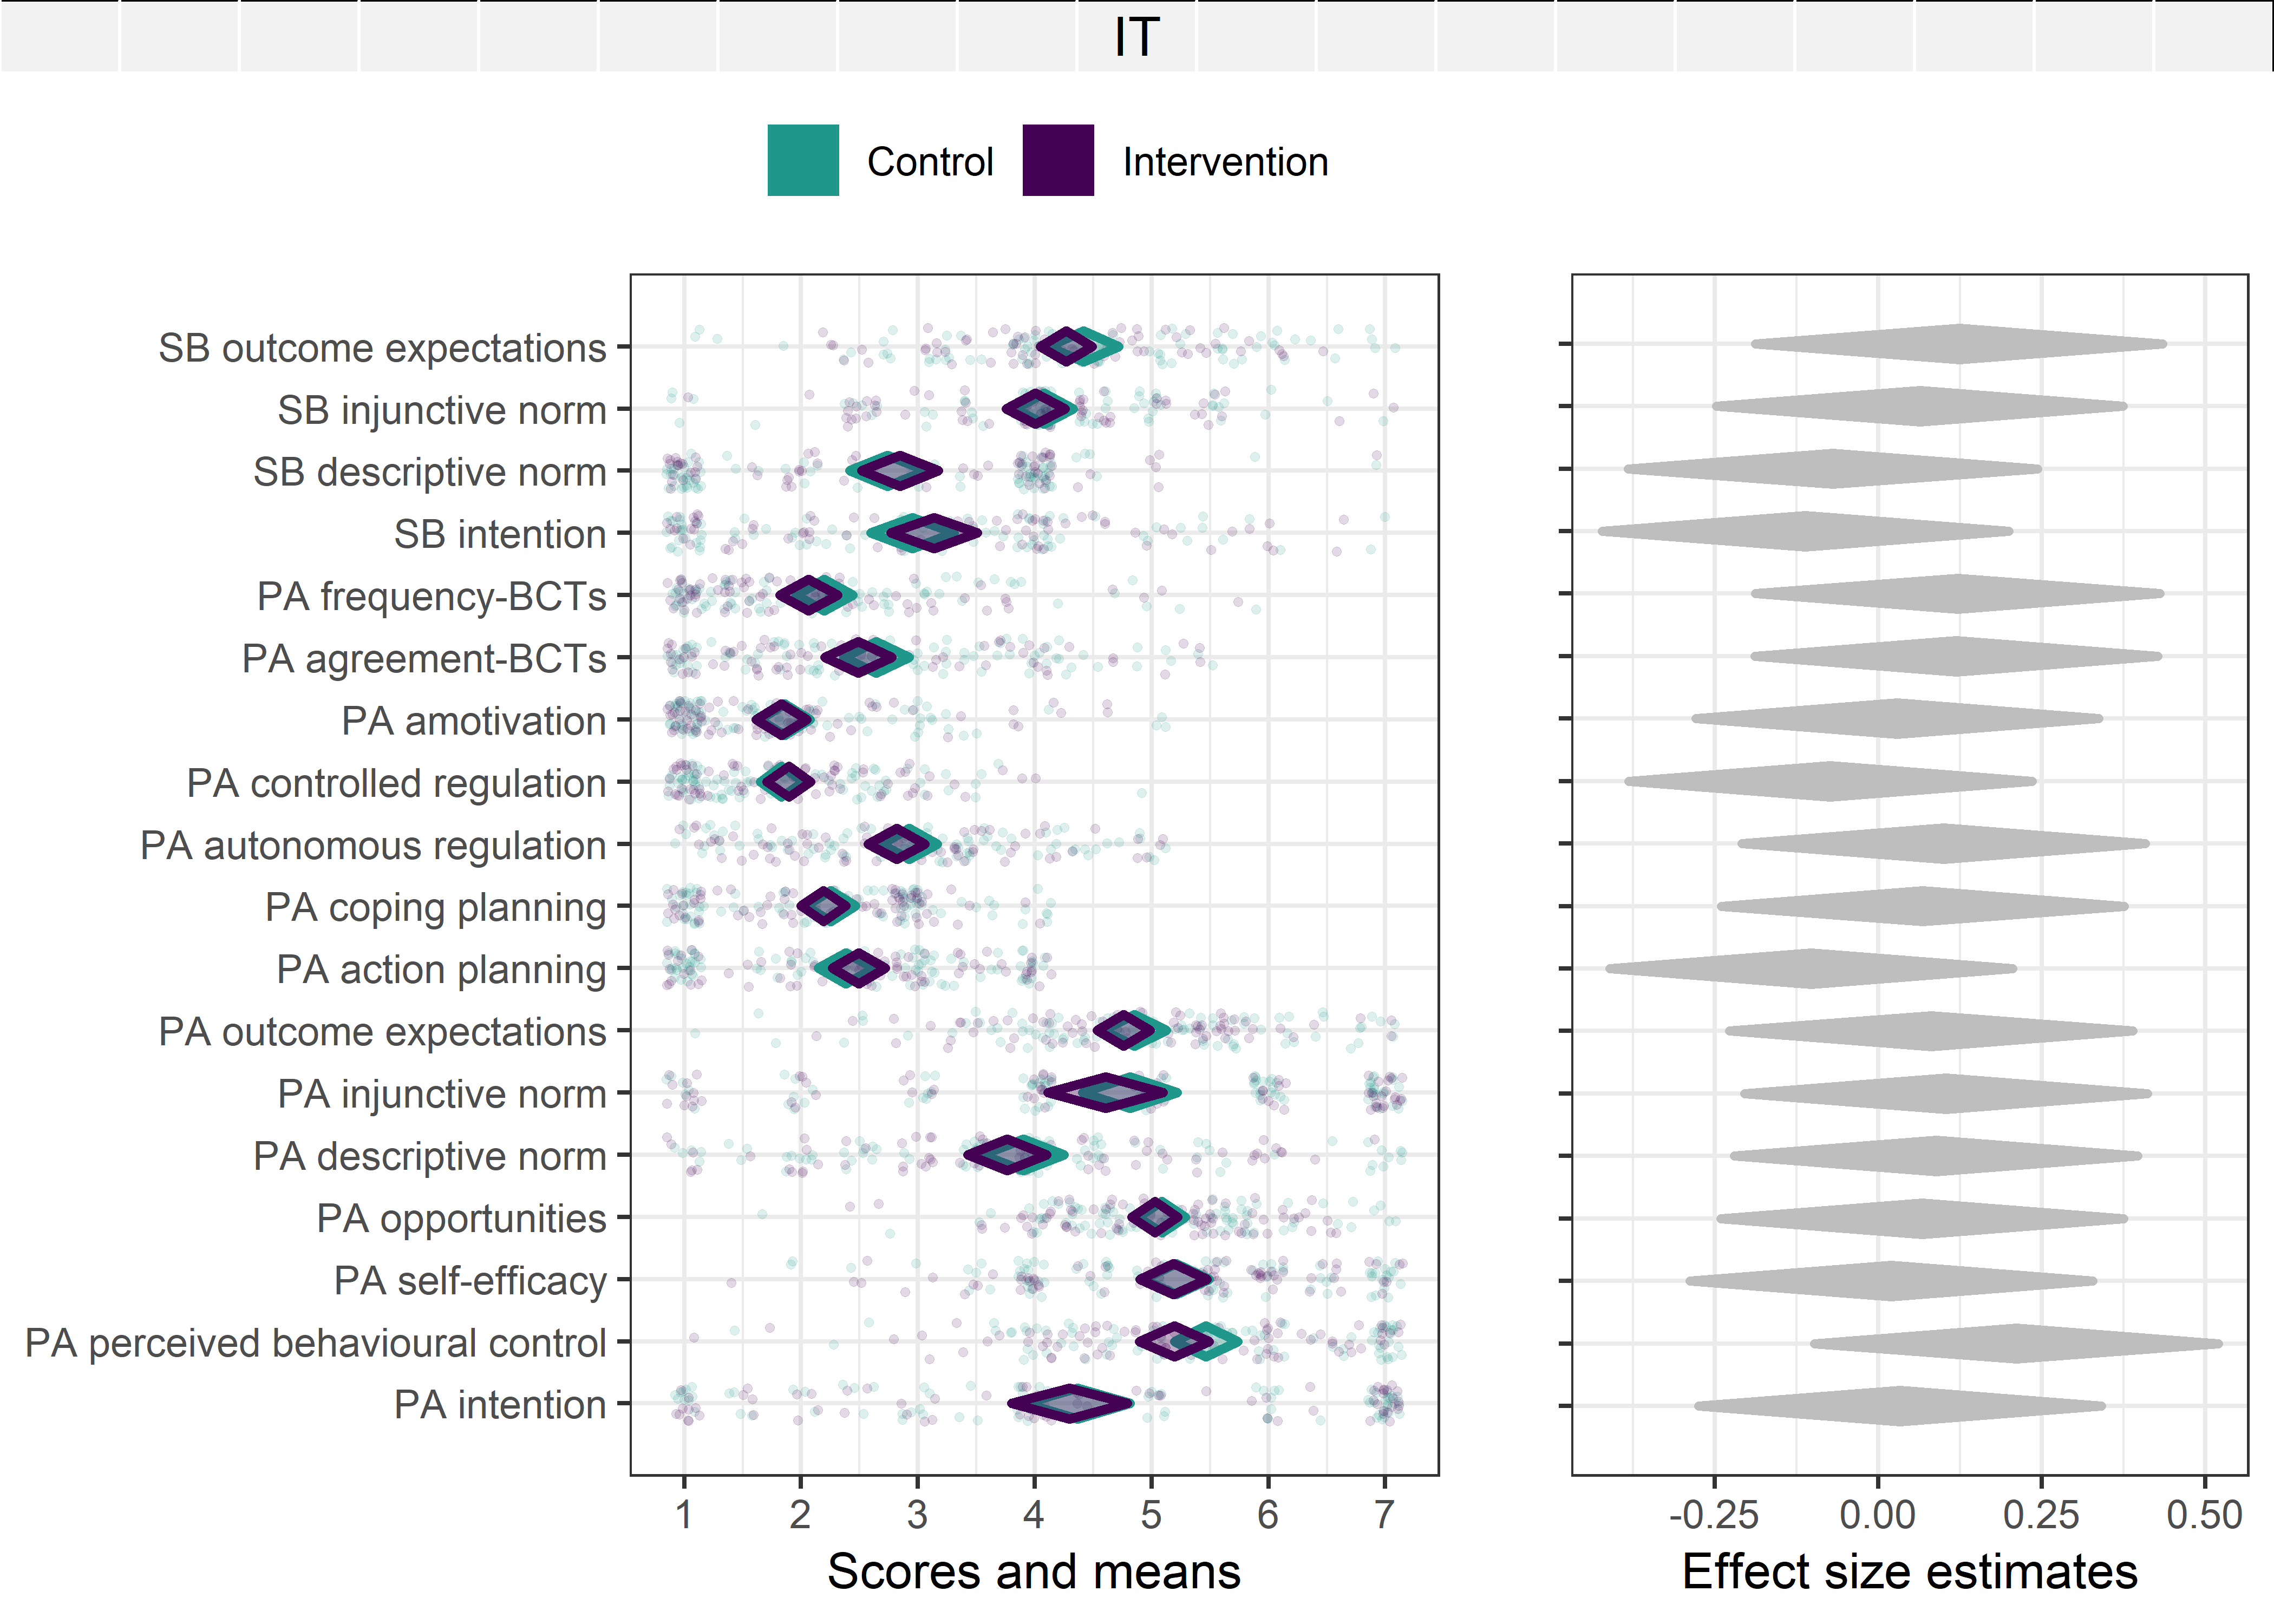 IT
Control Intervention
SB outcome expectations
SB injunctive norm
SB descriptive norm
SB intention
PA frequency-BCTs
PA agreement-BCTs
PA amotivation
PA controlled regulation
PA autonomous regulation
PA coping planning
PA action planning
PA outcome expectations
PA injunctive norm
PA descriptive norm
PA opportunities
PA self-efficacy
PA perceived behavioural control
PA intention
1 2 3 4 5 6 7
-0.25 0.00 0.25 0.50
Scores and means
Effect size estimates